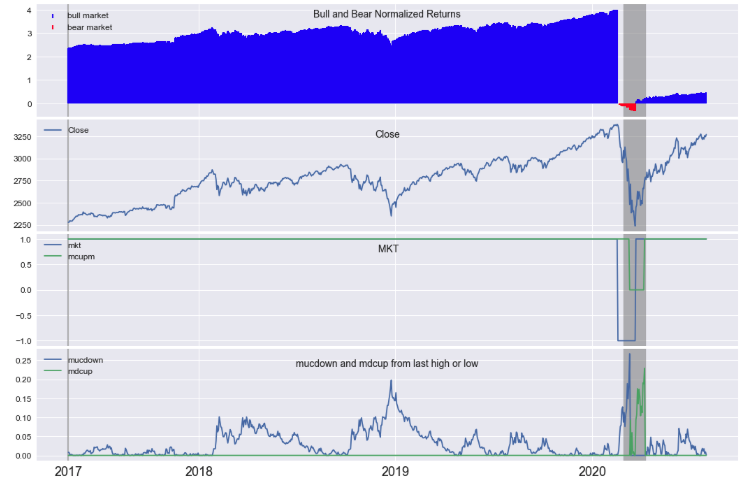 Bull and Bear Normalized Returns
bull market
bear market
4
3
2
1
0
Close
Close
3250
3000
2750
2500
2250
MKT
mkt
mcupm
1.0
0.5
0.0
−0.5
−1.0
mucdown and mdcup from last high or low
mucdown
mdcup
0.25
0.20
0.15
0.10
0.05
0.00
2017 2018 2019 2020